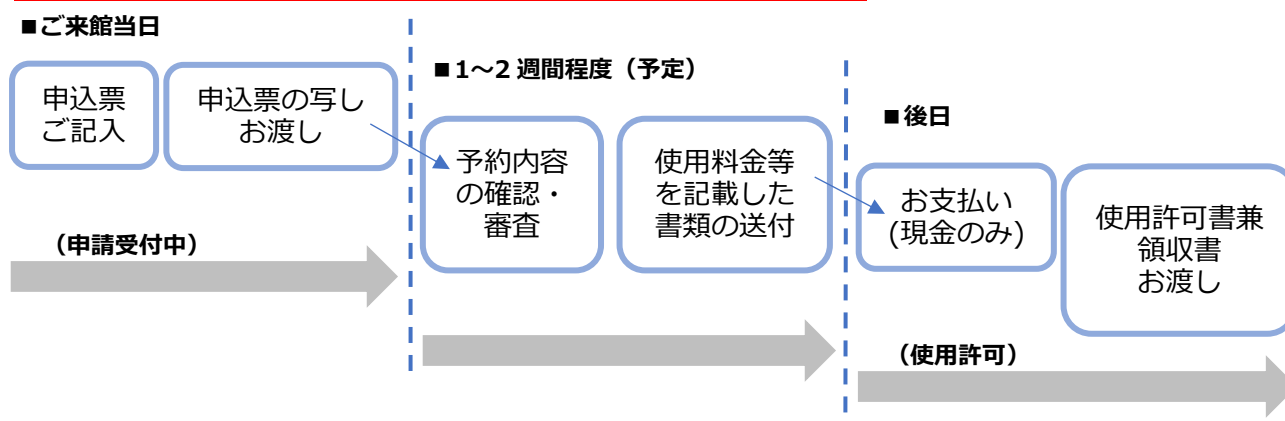 ■ご来館当日
申込票
ご記入
申込票の写し
お渡し
（申請受付中）
■1～2 週間程度（予定）
予約内容
の確認・
審査
使用料金等
を記載した
書類の送付
■後日
お支払い
(現金のみ)
使用許可書兼
領収書
お渡し
（使用許可）